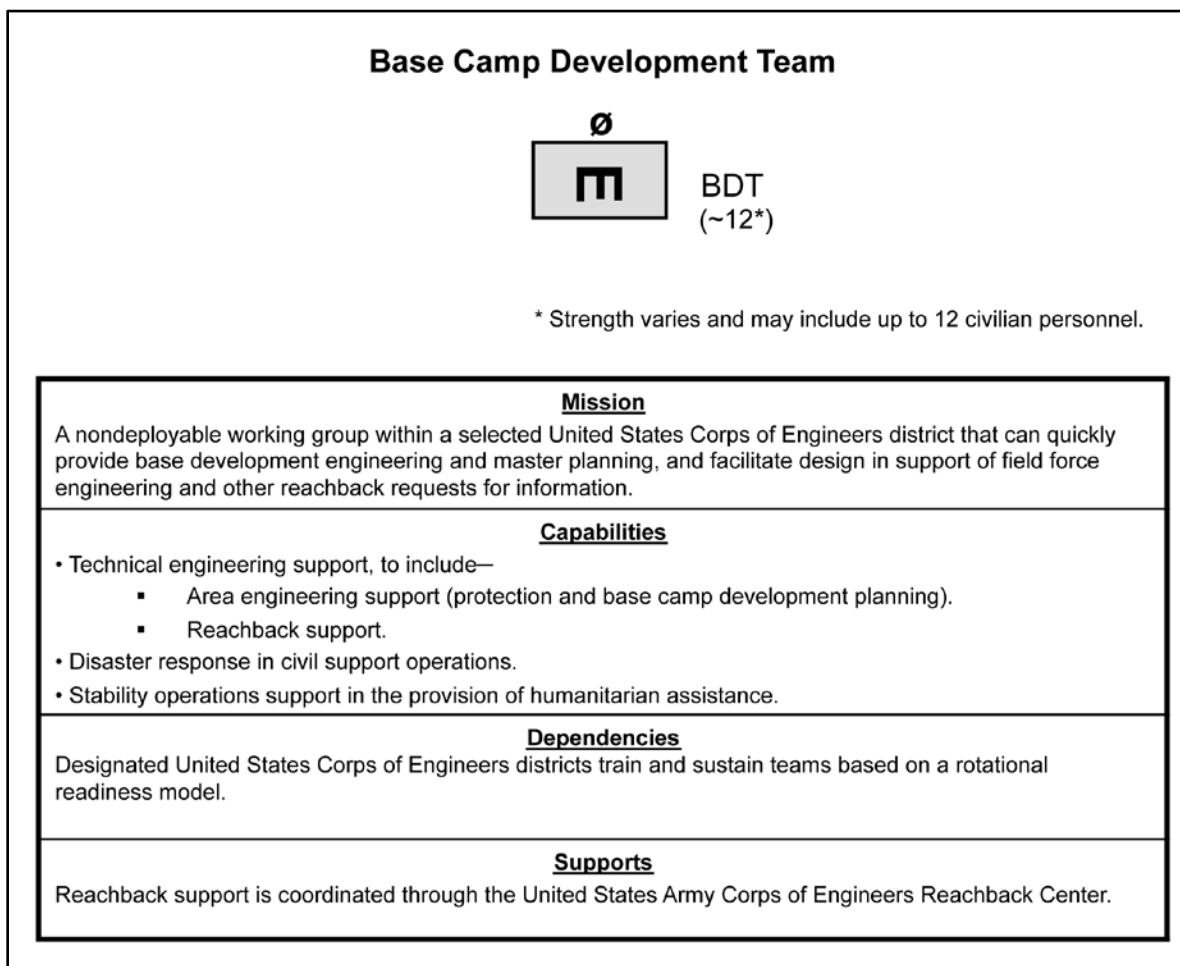 Base Camp Development Team
Ø
E
BDT
(~12*)
* Strength varies and may include up to 12 civilian personnel.
Mission
A nondeployable working group within a selected United States Corps of Engineers district that can quickly
provide base development engineering and master planning, and facilitate design in support of field force
engineering and other reachback requests for information.
Capabilities
• Technical engineering support, to include—
▪ Area engineering support (protection and base camp development planning).
▪ Reachback support.
• Disaster response in civil support operations.
• Stability operations support in the provision of humanitarian assistance.
Dependencies
Designated United States Corps of Engineers districts train and sustain teams based on a rotational
readiness model.
Supports
Reachback support is coordinated through the United States Army Corps of Engineers Reachback Center.